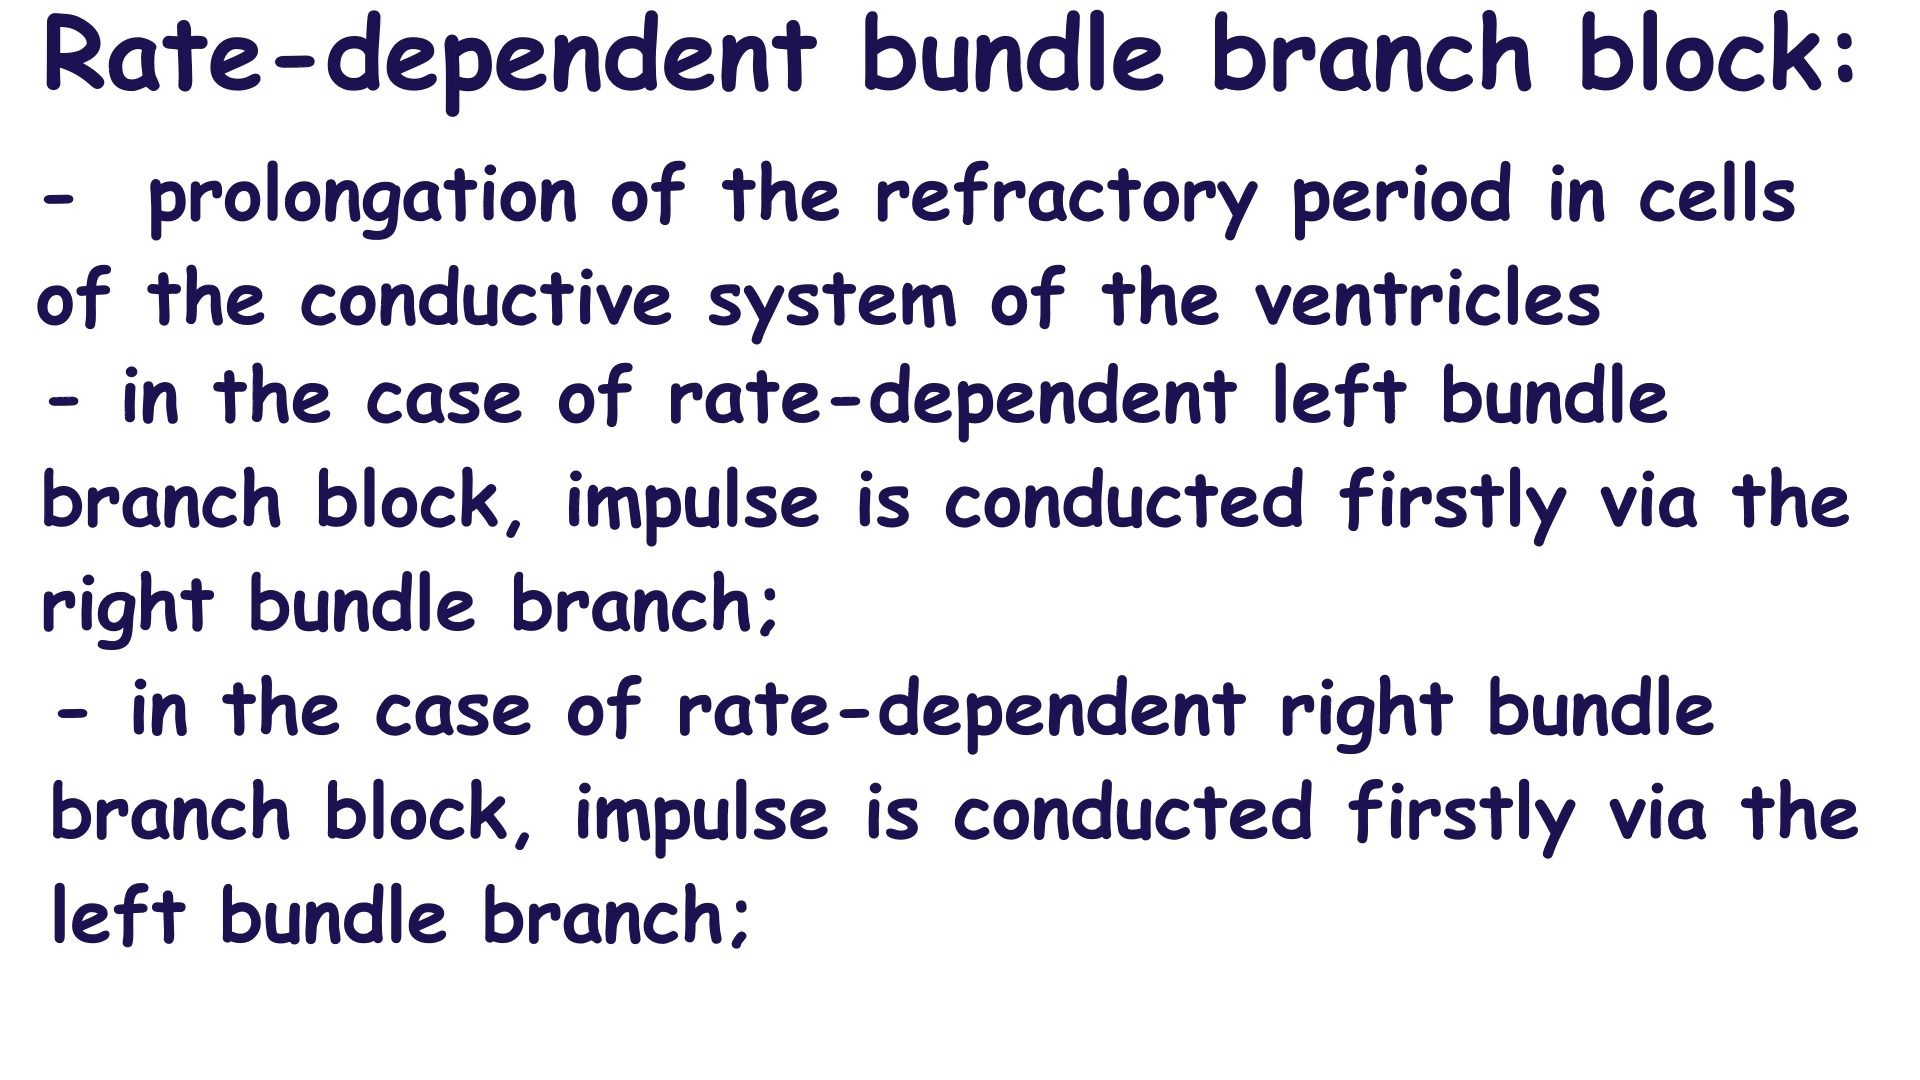 Rate-dependent bundle branch block:
- prolongation of the refractory period in cells
of the conductive system of the ventricles
- in the case of rate-dependent left bundle
branch block, impulse is conducted firstly via the
right bundle branch;
- in the case of rate-dependent right bundle
branch block, impulse is conducted firstly via the
left bundle branch;